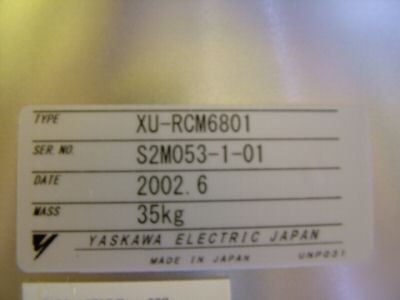 TYPE XU-RCM6801
SER. NO. S2M053-1-01
DATE 2002.6
MASS 35kg
YASKAWA ELECTRIC JAPAN
MADE IN JAPAN UNP031